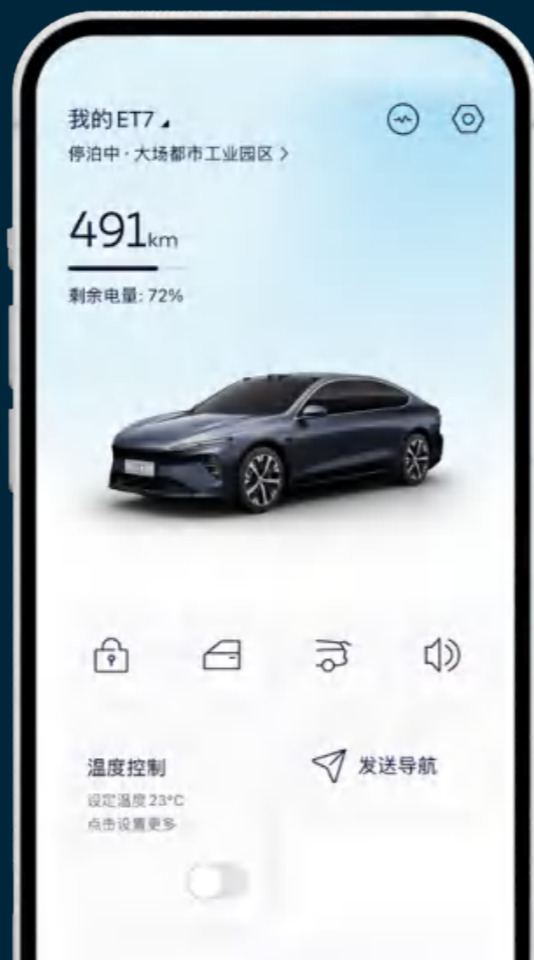 我的ET7
停泊中·大场都市工业园区
491km
剩余电量: 72%
温度控制
设定温度 23°C
点击设置更多
发送导航